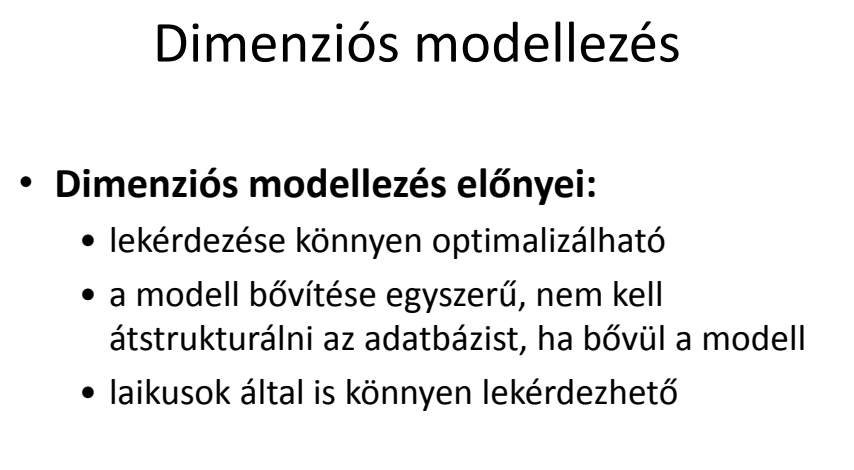 Dimenziós modellezés
• Dimenziós modellezés előnyei:
• lekérdezése könnyen optimalizálható
• a modell bővítése egyszerű, nem kell
átstrukturálni az adatbázist, ha bővül a modell
• laikusok által is könnyen lekérdezhető